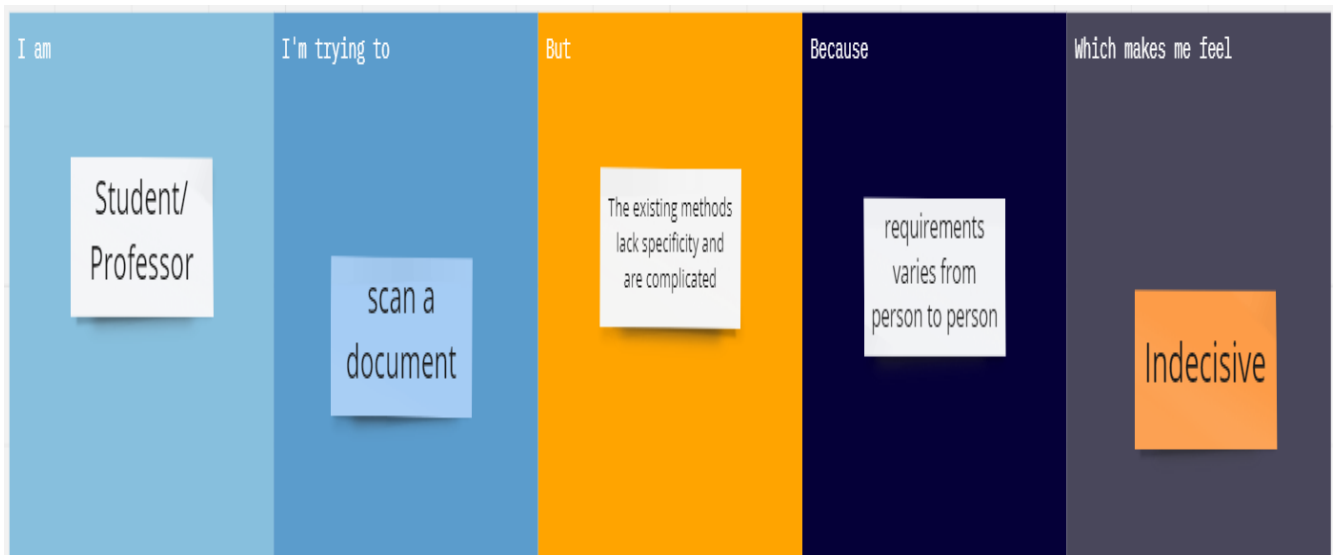 I am
Student/
Professor
I'm trying to
scan a
document
But
The existing methods
lack specificity and
are complicated
Because
requirements
varies from
person to person
Which makes me feel
Indecisive